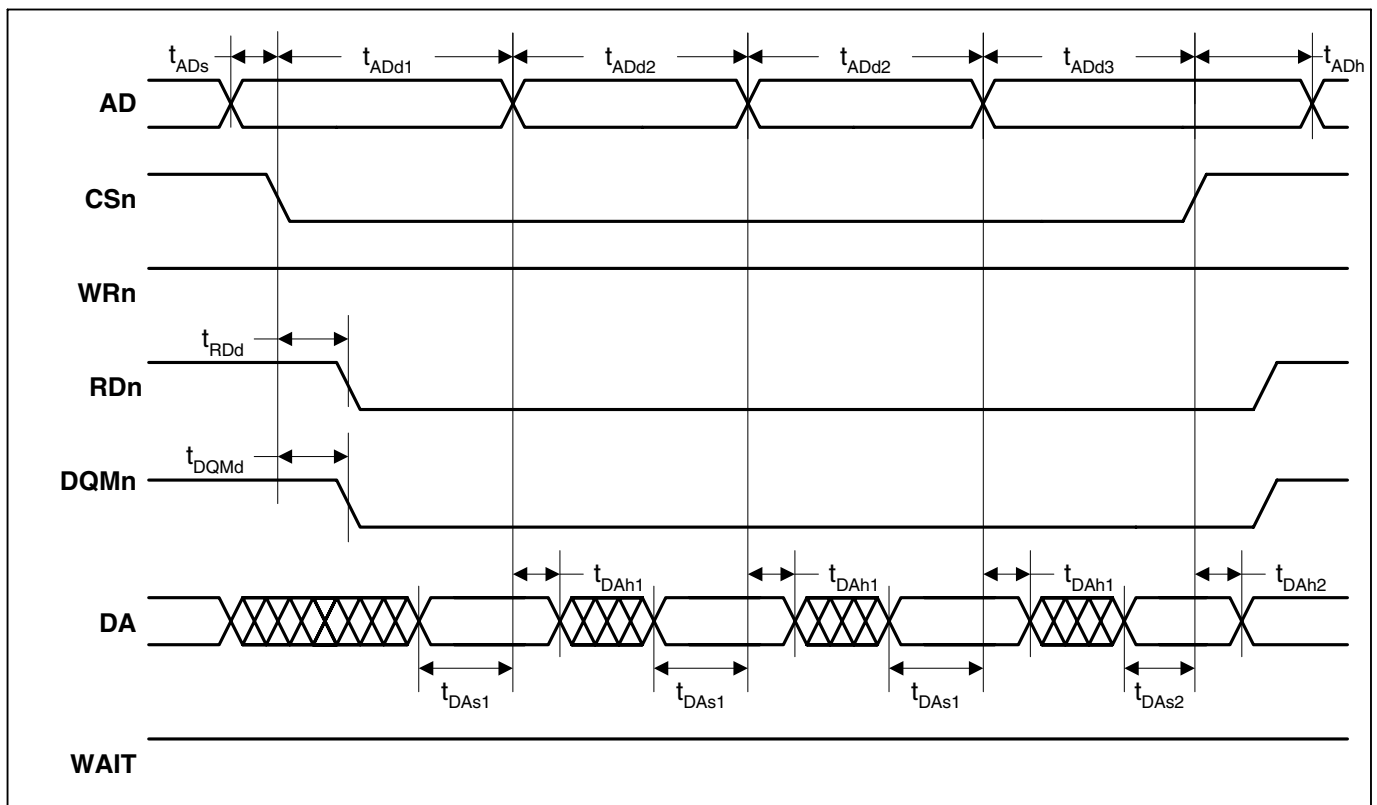 tADs tADd1 tADd2 tADd2 tADd3 tADh
AD
CSn
WRn
tRDd
RDn
tDQMd
DQMn
tDAh1 tDAh1 tDAh1 tDAh2
DA
tDAs1 tDAs1 tDAs1 tDAs2
WAIT